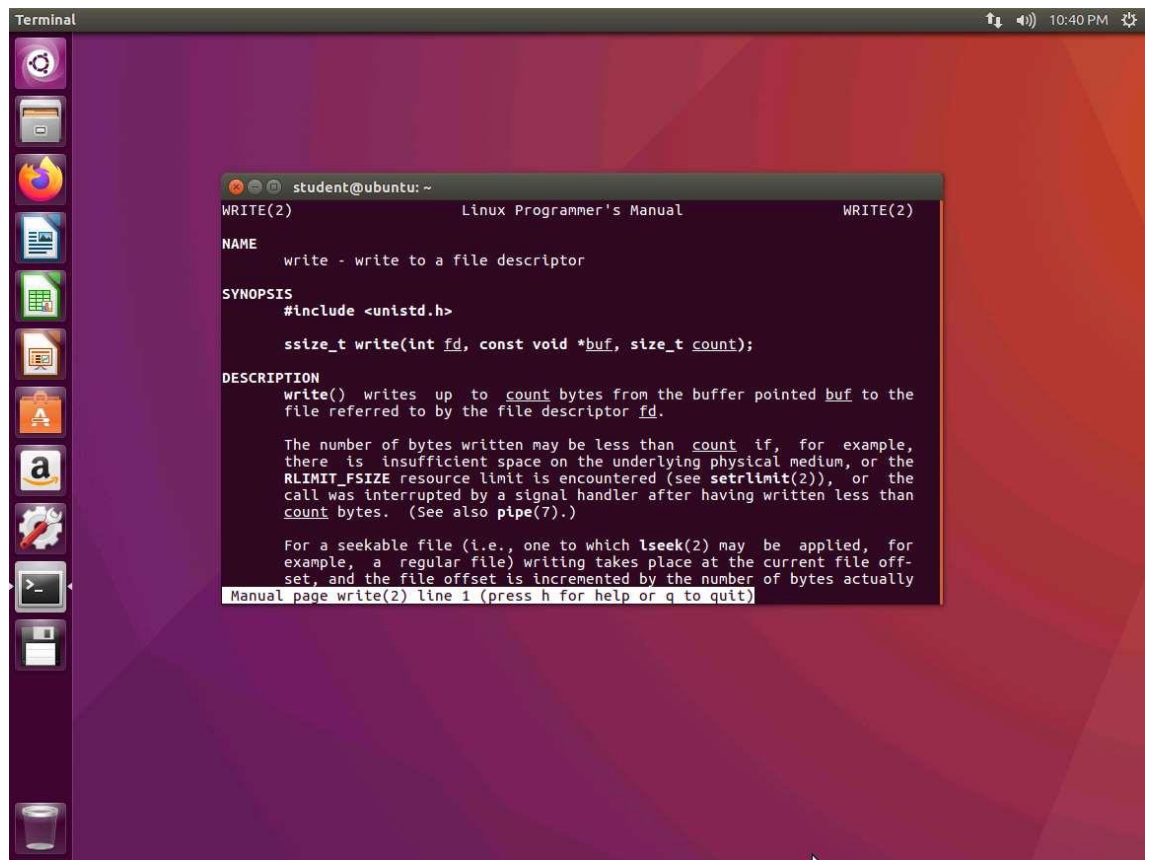 Terminal
10:40 PM
student@ubuntu: ~
WRITE(2) Linux Programmer's Manual WRITE(2)
NAME
write - write to a file descriptor
SYNOPSIS
#include <unistd.h>
ssize_t write(int fd, const void *buf, size_t count);
DESCRIPTION
write() writes up to count bytes from the buffer pointed buf to the
file referred to by the file descriptor fd.
The number of bytes written may be less than count if, for example,
there is insufficient space on the underlying physical medium, or the
RLIMIT_FSIZE resource limit is encountered (see setrlimit(2)), or the
call was interrupted by a signal handler after having written less than
count bytes. (See also pipe(7).)
For a seekable file (i.e., one to which lseek(2) may be applied, for
example, a regular file) writing takes place at the current file off-
set, and the file offset is incremented by the number of bytes actually
Manual page write(2) line 1 (press h for help or q to quit)
A
a
>_